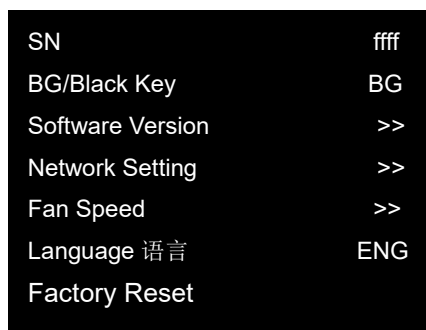 SN ffff
BG/Black Key BG
Software Version >>
Network Setting >>
Fan Speed >>
Language 语言 ENG
Factory Reset